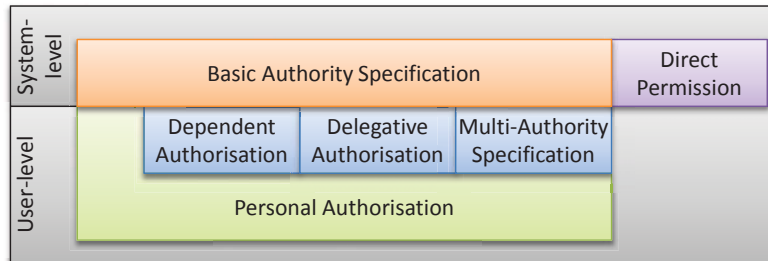 System-
level
Basic Authority Specification
Direct
Permission
User-level
Dependent
Authorisation
Delegative
Authorisation
Multi-Authority
Specification
Personal Authorisation